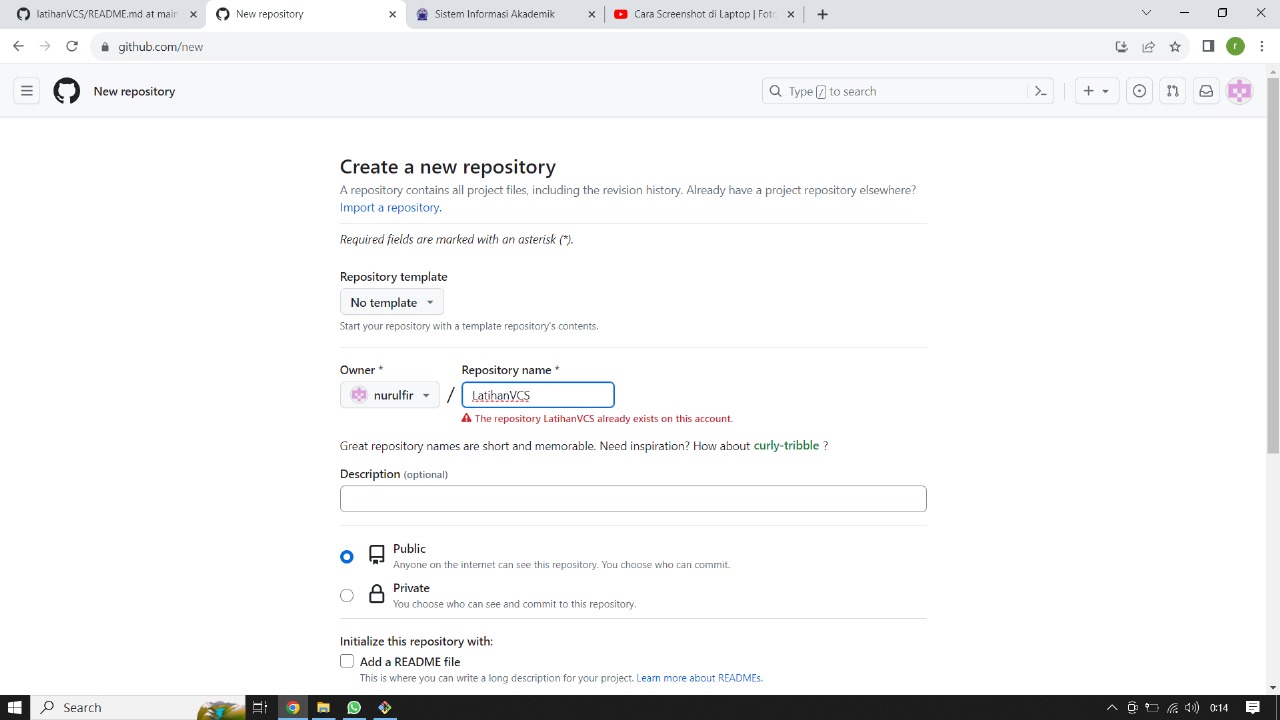 latihanVCS/README.md at main
New repository
Sistem Informasi Akademik
Cara Screenshot di Laptop | Foto
github.com/new
r
New repository
Type / to search
Create a new repository
A repository contains all project files, including the revision history. Already have a project repository elsewhere?
Import a repository.
Required fields are marked with an asterisk (*).
Repository template
No template
Start your repository with a template repository's contents.
Owner *
Repository name *
nurulfir / LatihanVCS
The repository LatihanVCS already exists on this account.
Great repository names are short and memorable. Need inspiration? How about curly-tribble ?
Description (optional)
Public
Anyone on the internet can see this repository. You choose who can commit.
Private
You choose who can see and commit to this repository.
Initialize this repository with:
Add a README file
This is where you can write a long description for your project. Learn more about READMEs.
Search
0:14